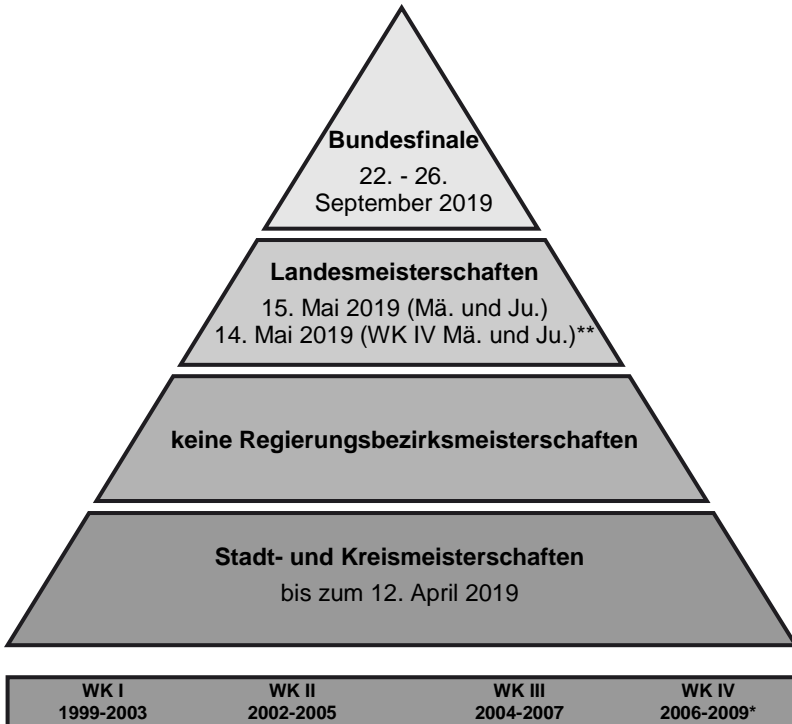 Bundesfinale
22. - 26.
September 2019
Landesmeisterschaften
15. Mai 2019 (Mä. und Ju.)
14. Mai 2019 (WK IV Mä. und Ju.)**
keine Regierungsbezirksmeisterschaften
Stadt- und Kreismeisterschaften
bis zum 12. April 2019
WK I WK II WK III WK IV
1999-2003 2002-2005 2004-2007 2006-2009*